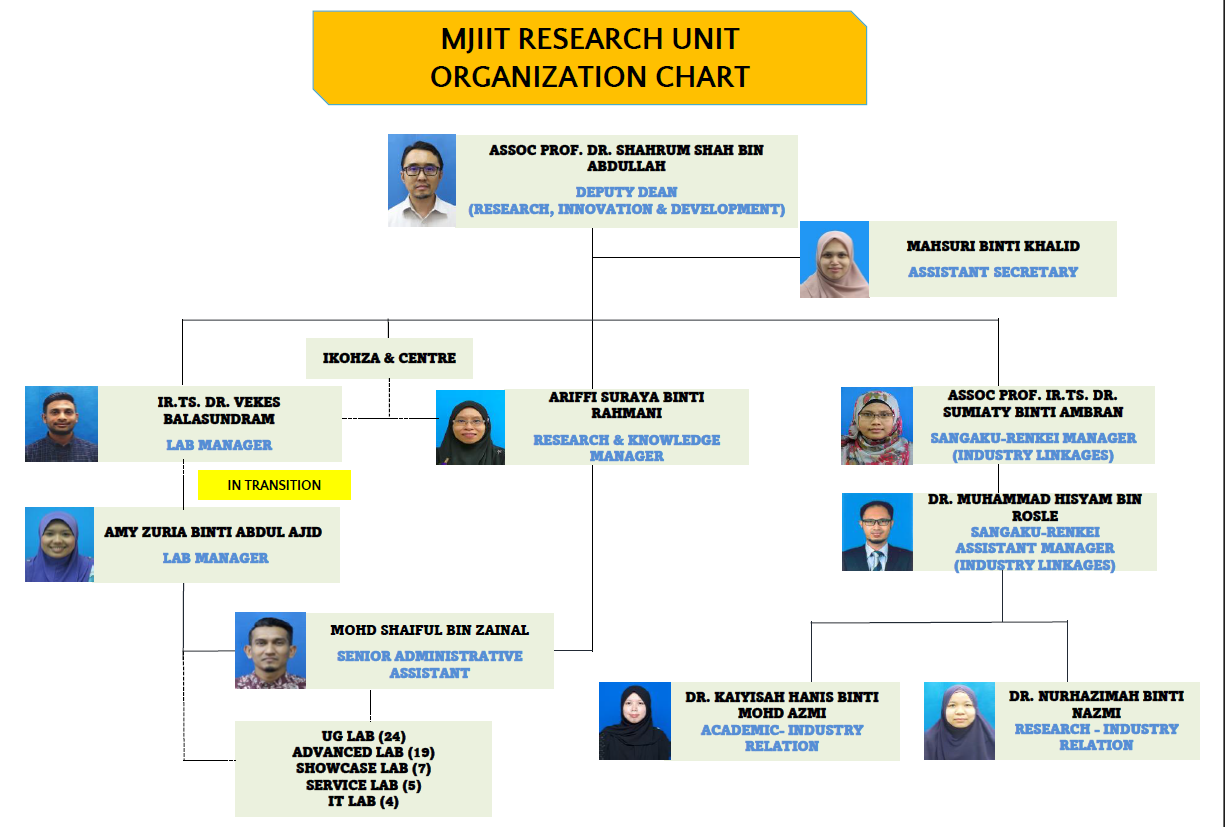 MJIIT RESEARCH UNIT
ORGANIZATION CHART
ASSOC PROF. DR. SHAHRUM SHAH BIN
ABDULLAH
DEPUTY DEAN
(RESEARCH, INNOVATION & DEVELOPMENT)
MAHSURI BINTI KHALID
ASSISTANT SECRETARY
IKOHZA & CENTRE
IR.TS. DR. VEKES
BALASUNDRAM
LAB MANAGER
ARIFFI SURAYA BINTI
RAHMANI
RESEARCH & KNOWLEDGE
MANAGER
ASSOC PROF. IR.TS. DR.
SUMIATY BINTI AMBRAN
SANGAKU-RENKEI MANAGER
(INDUSTRY LINKAGES)
IN TRANSITION
AMY ZURIA BINTI ABDUL AJID
LAB MANAGER
DR. MUHAMMAD HISYAM BIN
ROSLE
SANGAKU-RENKEI
ASSISTANT MANAGER
(INDUSTRY LINKAGES)
MOHD SHAIFUL BIN ZAINAL
SENIOR ADMINISTRATIVE
ASSISTANT
DR. KAIYISAH HANIS BINTI
MOHD AZMI
ACADEMIC- INDUSTRY
RELATION
DR. NURHAZIMAH BINTI
NAZMI
RESEARCH - INDUSTRY
RELATION
UG LAB (24)
ADVANCED LAB (19)
SHOWCASE LAB (7)
SERVICE LAB (5)
IT LAB (4)